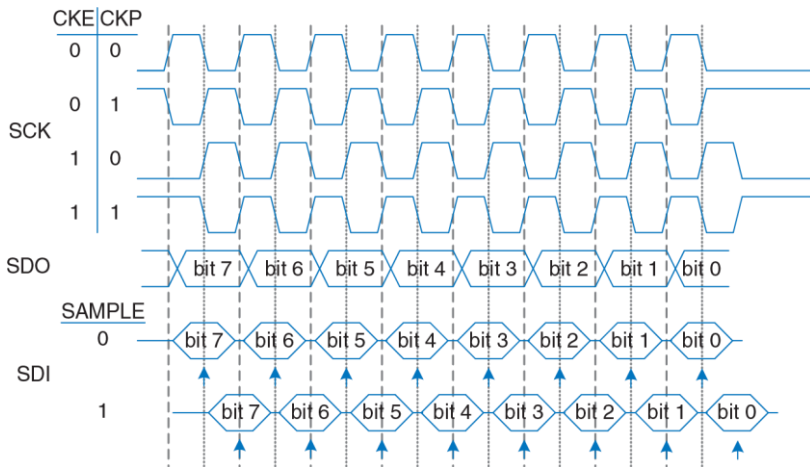 CKE CKP
0 0
0 1
SCK
1 0
1 1
SDO bit 7 bit 6 bit 5 bit 4 bit 3 bit 2 bit 1 bit 0
SAMPLE
0 bit 7 bit 6 bit 5 bit 4 bit 3 bit 2 bit 1 bit 0
SDI
1 bit 7 bit 6 bit 5 bit 4 bit 3 bit 2 bit 1 bit 0